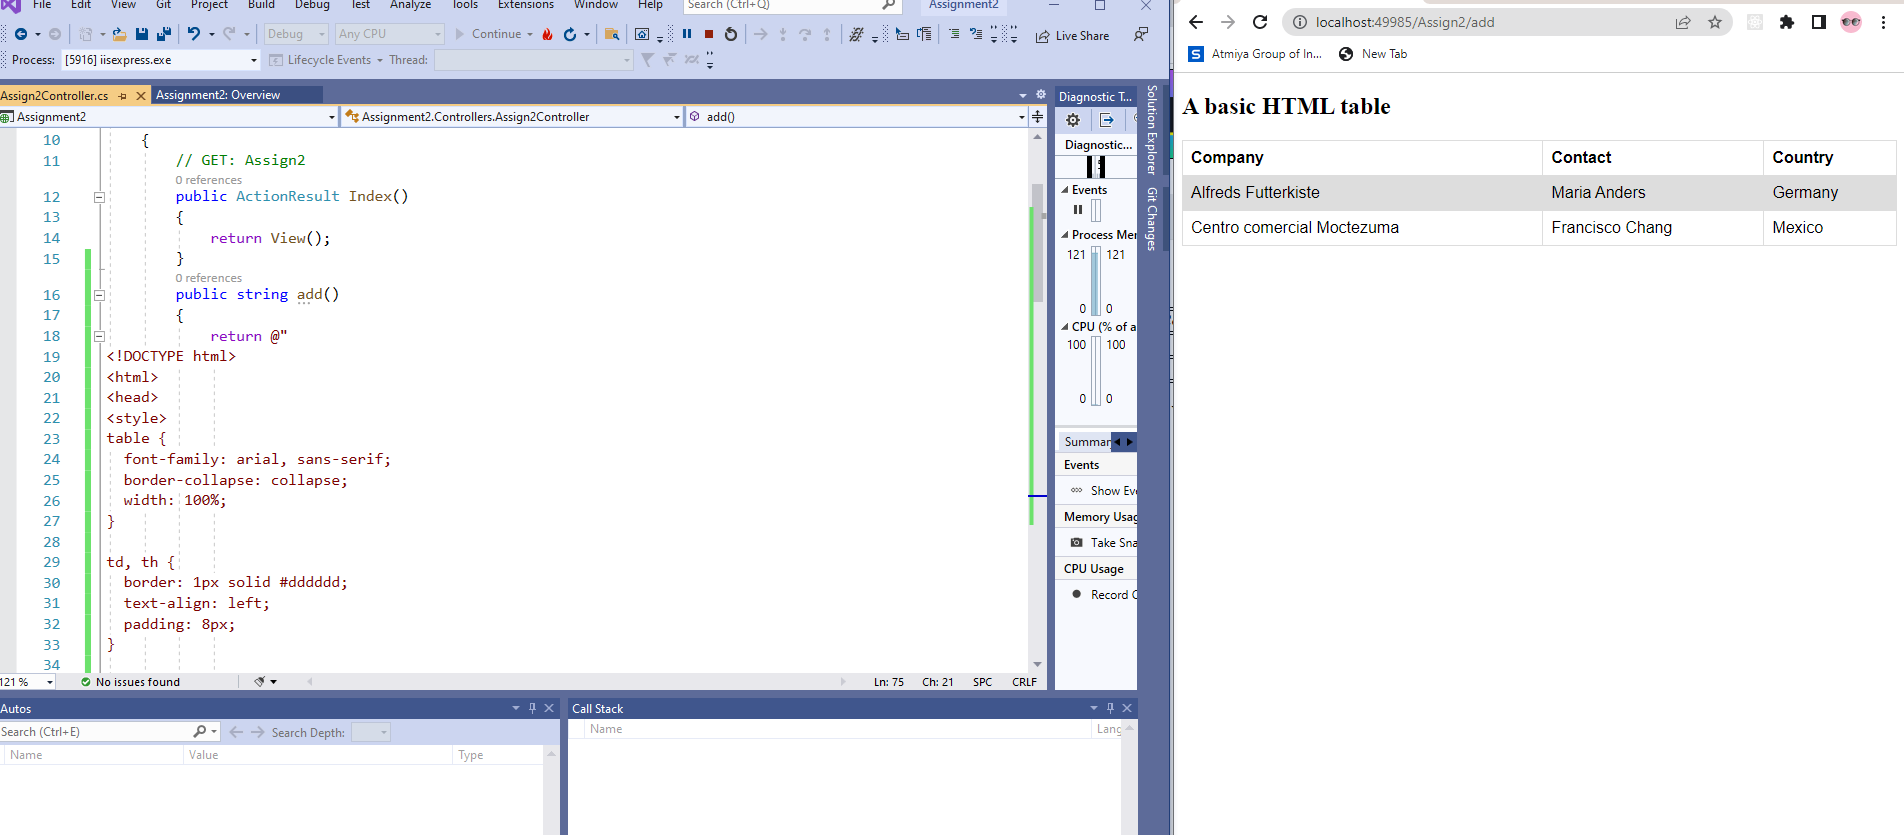 File Edit View Git Project Build Debug Test Analyze Tools Extensions Window Help Search (Ctrl+Q) Assignment2
Debug Any CPU Continue Live Share
Process: [5916] iisexpress.exe Lifecycle Events Thread:
Assign2Controller.cs Assignment2: Overview
Assignment2 Assignment2.Controllers.Assign2Controller add()
10 {
11 // GET: Assign2
0 references
12 public ActionResult Index()
13 {
14 return View();
15 }
0 references
16 public string add()
17 {
18 return @"
19 <!DOCTYPE html>
20 <html>
21 <head>
22 <style>
23 table {
24 font-family: arial, sans-serif;
25 border-collapse: collapse;
26 width: 100%;
27 }
28
29 td, th {
30 border: 1px solid #dddddd;
31 text-align: left;
32 padding: 8px;
33 }
34
121 % No issues found Ln: 75 Ch: 21 SPC CRLF
Diagnostic T...
Diagnostic...
Events
Process Mer
121 121
0 0
CPU (% of a
100 100
0 0
Summar
Events
Show Eve
Memory Usag
Take Sna
CPU Usage
Record C
Solution Explorer
Git Changes
Autos
Search (Ctrl+E) Search Depth:
Name Value Type
Call Stack
Name Lang
localhost:49985/Assign2/add
Atmiya Group of In... New Tab
A basic HTML table
Company Contact Country
Alfreds Futterkiste Maria Anders Germany
Centro comercial Moctezuma Francisco Chang Mexico